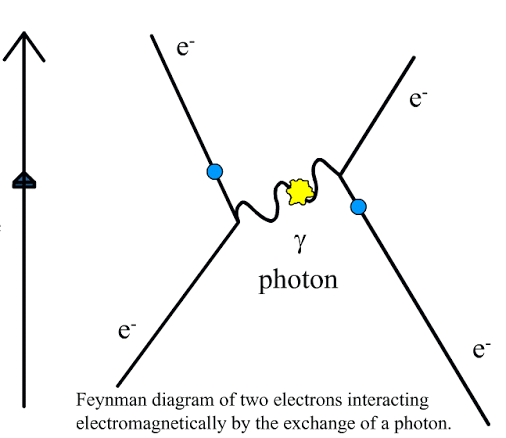 e-
e-
γ
photon
e-
e-
Feynman diagram of two electrons interacting
electromagnetically by the exchange of a photon.